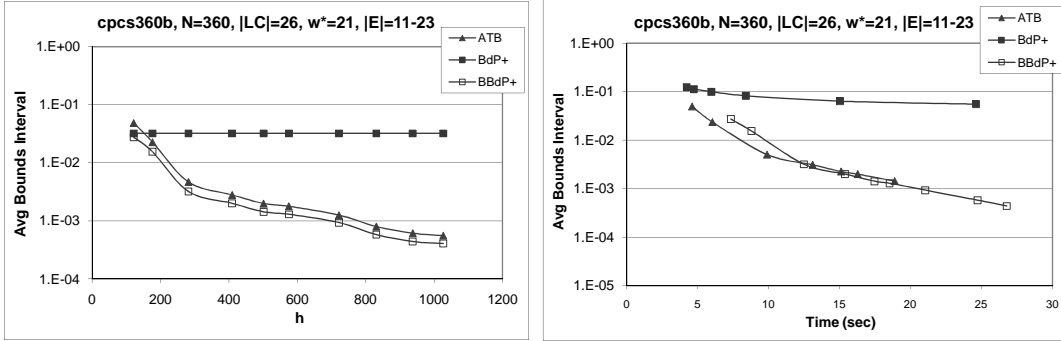 cpcs360b, N=360, |LC|=26, w*=21, |E|=11-23
ATB
BdP+
BBdP+
1.E+00
1.E-01
1.E-02
1.E-03
1.E-04
Avg Bounds Interval
0 200 400 600 800 1000 1200
h
cpcs360b, N=360, |LC|=26, w*=21, |E|=11-23
ATB
BdP+
BBdP+
1.E+00
1.E-01
1.E-02
1.E-03
1.E-04
1.E-05
Avg Bounds Interval
0 5 10 15 20 25 30
Time (sec)